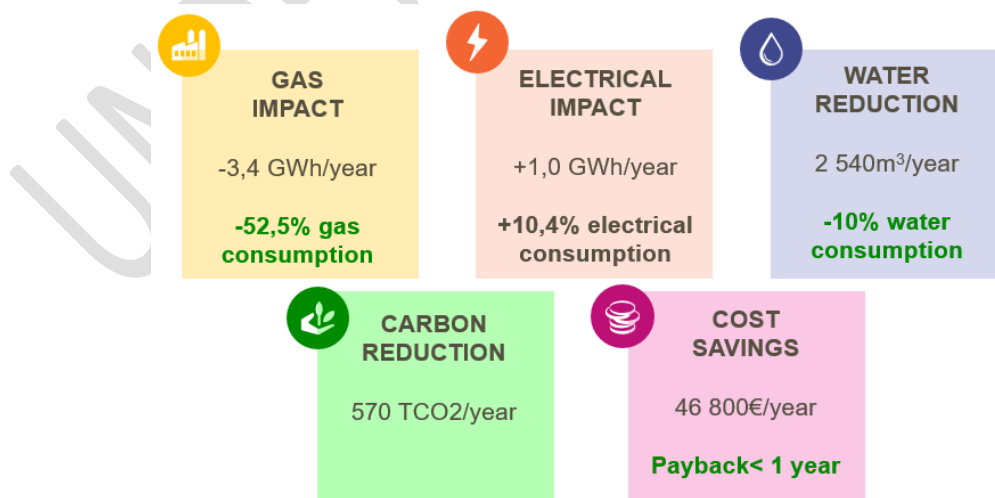 GAS
IMPACT
-3,4 GWh/year
-52,5% gas
consumption
ELECTRICAL
IMPACT
+1,0 GWh/year
+10,4% electrical
consumption
WATER
REDUCTION
2 540m³/year
-10% water
consumption
CARBON
REDUCTION
570 TCO2/year
COST
SAVINGS
46 800€/year
Payback< 1 year